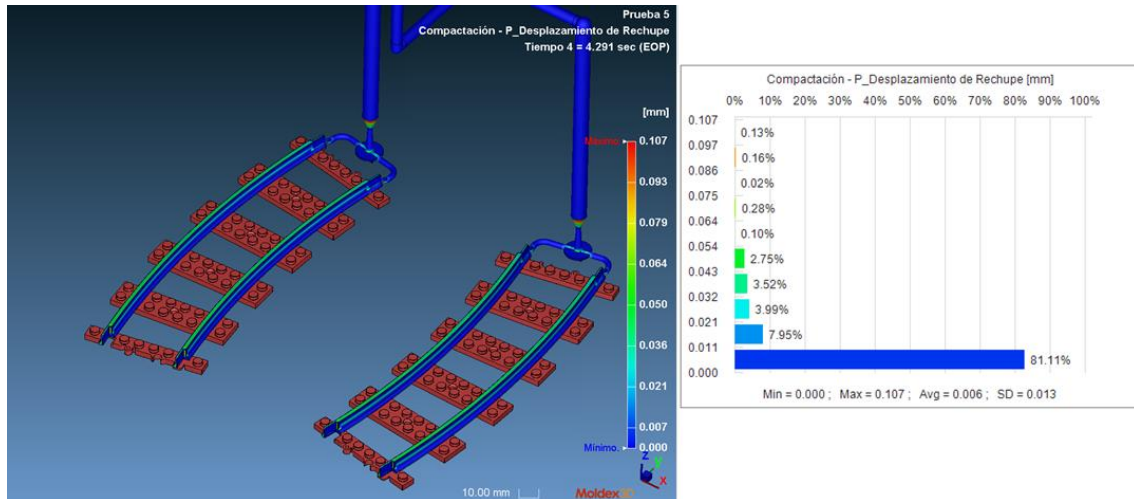 Prueba 5
Compactación - P_Desplazamiento de Rechupe
Tiempo 4 = 4.291 sec (EOP)
[mm]
Máximo 0.107
0.093
0.079
0.064
0.050
0.036
0.021
0.007
Mínimo. 0.000
Z
Y
X
10.00 mm
Moldex3D
Compactación - P_Desplazamiento de Rechupe [mm]
0% 10% 20% 30% 40% 50% 60% 70% 80% 90% 100%
0.107
0.13%
0.097
0.16%
0.086
0.02%
0.075
0.28%
0.064
0.10%
0.054
2.75%
0.043
3.52%
0.032
3.99%
0.021
7.95%
0.011
81.11%
0.000
Min = 0.000 ; Max = 0.107 ; Avg = 0.006 ; SD = 0.013